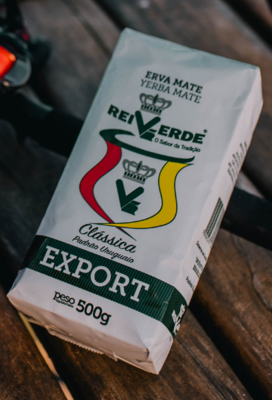 ERVA MATE
YERBA MATE
REI VERDE®
O Sabor da Tradição
Clássica
Padrão Uruguaio
EXPORT
peso
500g